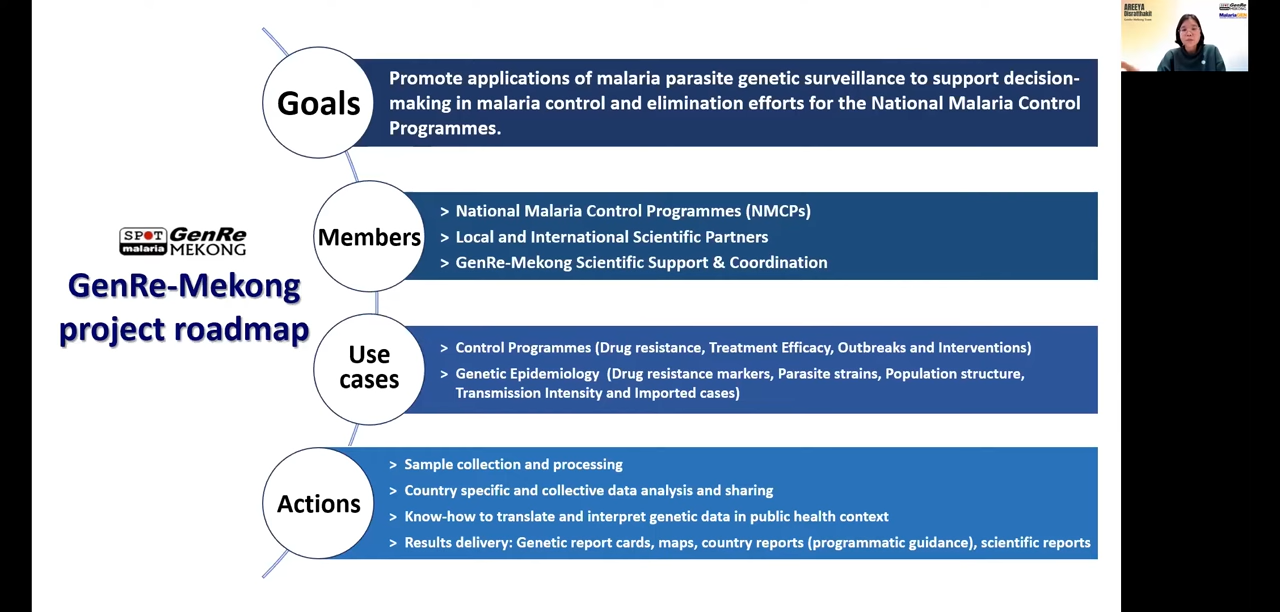 Goals
Promote applications of malaria parasite genetic surveillance to support decision-
making in malaria control and elimination efforts for the National Malaria Control
Programmes.
Members
> National Malaria Control Programmes (NMCPs)
> Local and International Scientific Partners
> GenRe-Mekong Scientific Support & Coordination
SPOT
malaria
GenRe
MEKONG
GenRe-Mekong
project roadmap
Use
cases
> Control Programmes (Drug resistance, Treatment Efficacy, Outbreaks and Interventions)
> Genetic Epidemiology (Drug resistance markers, Parasite strains, Population structure,
Transmission Intensity and Imported cases)
Actions
> Sample collection and processing
> Country specific and collective data analysis and sharing
> Know-how to translate and interpret genetic data in public health context
> Results delivery: Genetic report cards, maps, country reports (programmatic guidance), scientific reports
AREEYA
GenRe
MEKONG